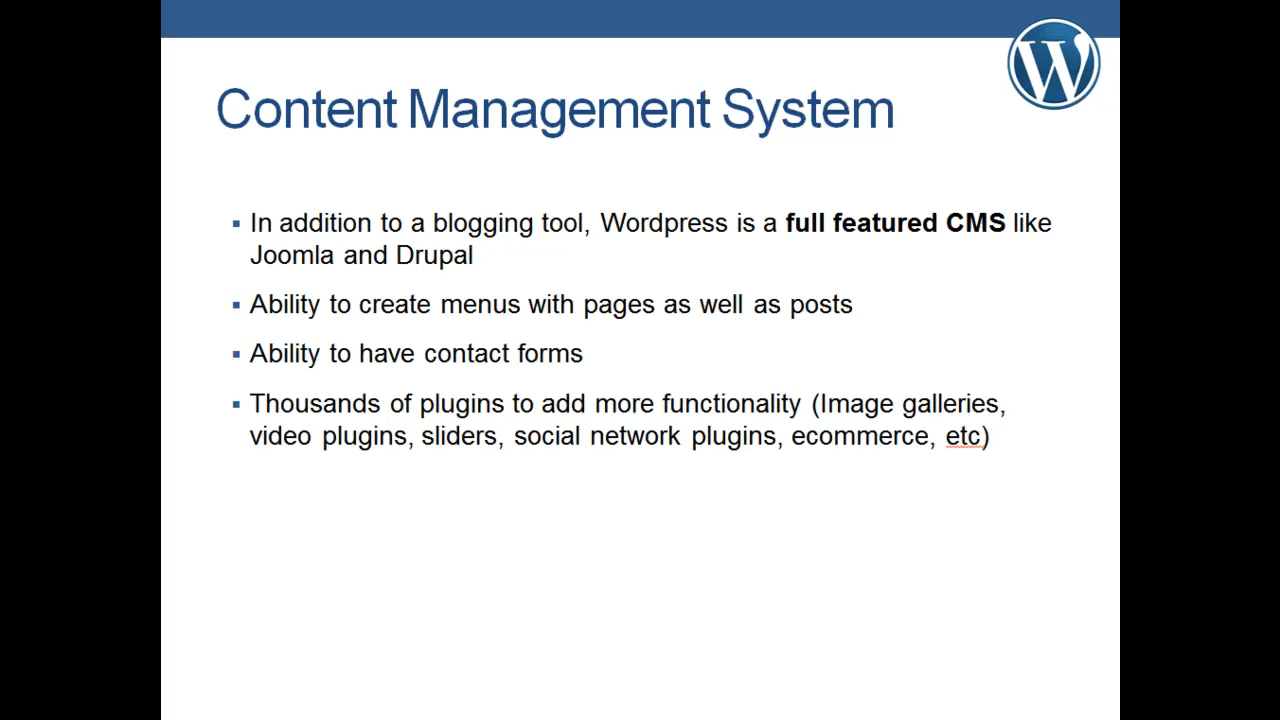 Content Management System
▪ In addition to a blogging tool, Wordpress is a full featured CMS like
Joomla and Drupal
▪ Ability to create menus with pages as well as posts
▪ Ability to have contact forms
▪ Thousands of plugins to add more functionality (Image galleries,
video plugins, sliders, social network plugins, ecommerce, etc)